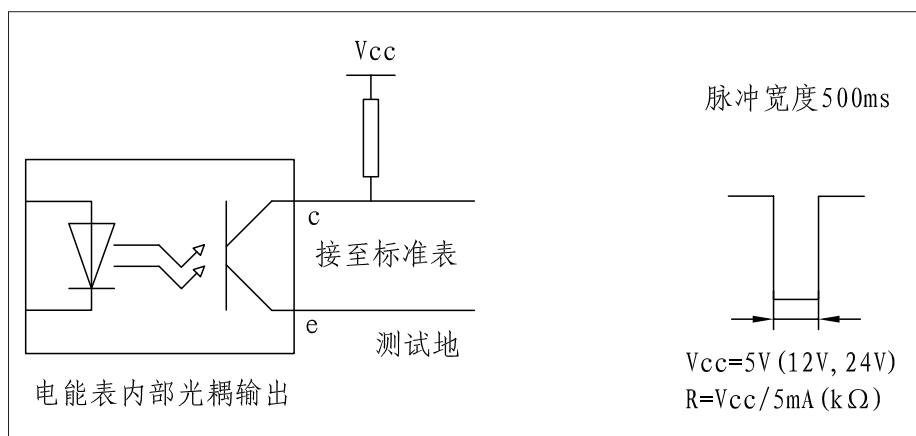 Vcc
脉冲宽度500ms
c
接至标准表
e
测试地
电能表内部光耦输出
Vcc=5V(12V,24V)
R=Vcc/5mA(kΩ)